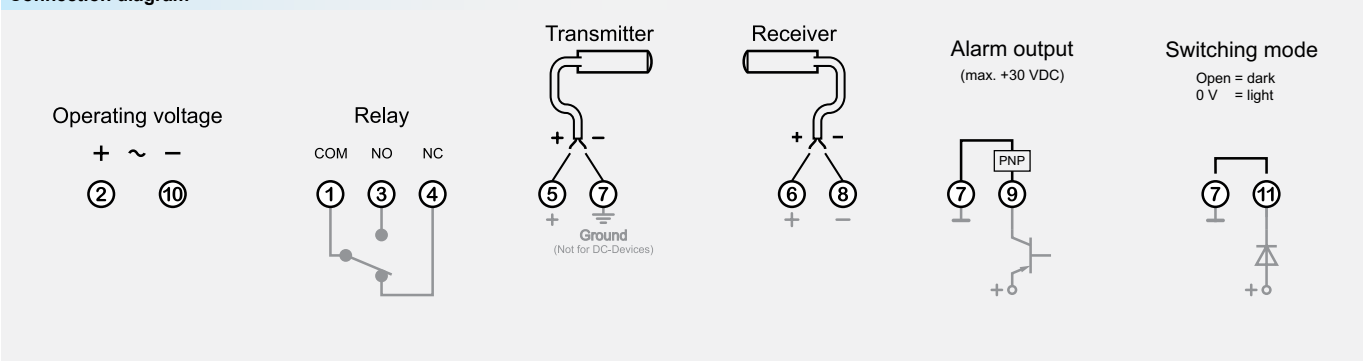 Connection diagram
Operating voltage
+ ~ −
2 10
Relay
COM NO NC
1 3 4
Transmitter
+ −
5 7
+
Ground
(Not for DC-Devices)
Receiver
+ −
6 8
+ −
Alarm output
(max. +30 VDC)
PNP
7 9
+
Switching mode
Open = dark
0 V = light
7 11
+